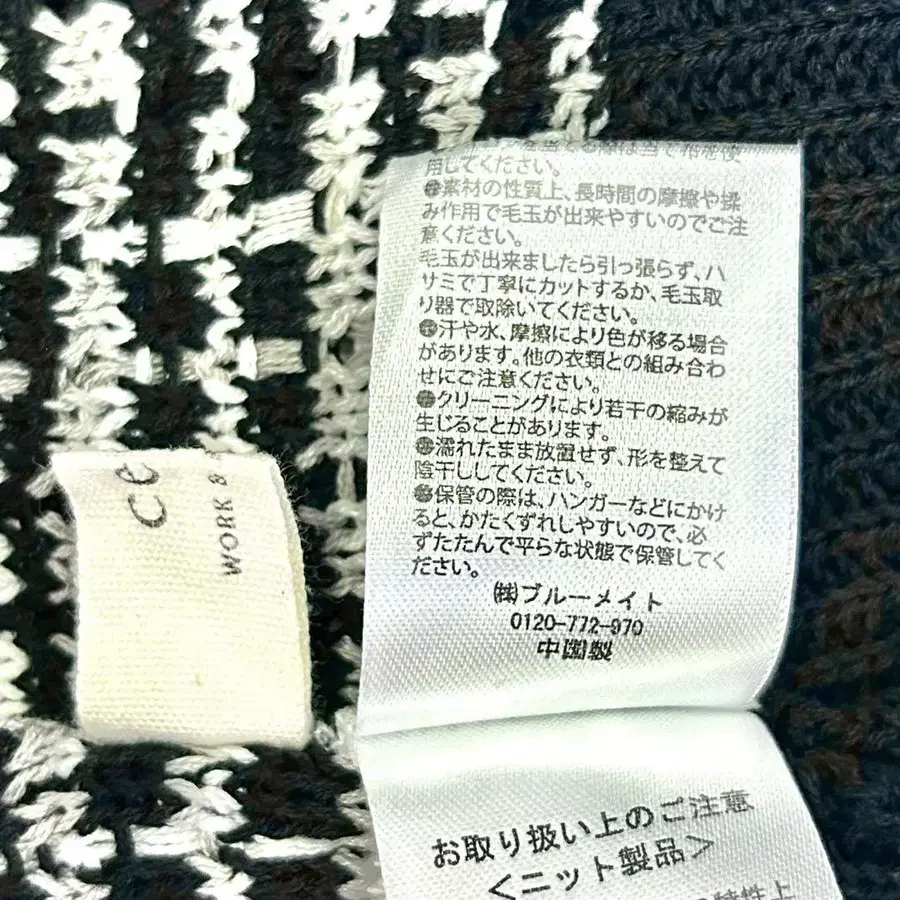 用してください。
●素材の性質上、長時間の摩擦や揉
み作用で毛玉が出来やすいのでご注
意ください。
毛玉が出来ましたら引っ張らず、ハ
サミで丁寧にカットするか、毛玉取
り器で取除いてください。
●汗や水、摩擦により色が移る場合
があります。他の衣類との組み合わ
せにご注意ください。
●クリーニングにより若干の縮みが
生じることがあります。
●濡れたまま放置せず、形を整えて
陰干ししてください。
●保管の際は、ハンガーなどにかけ
ると、かたくずれしやすいので、必
ずたたんで平らな状態で保管してく
ださい。
㈱ブルーメイト
0120-772-970
中国製
ce
WORK &
お取り扱い上のご注意
＜ニット製品＞